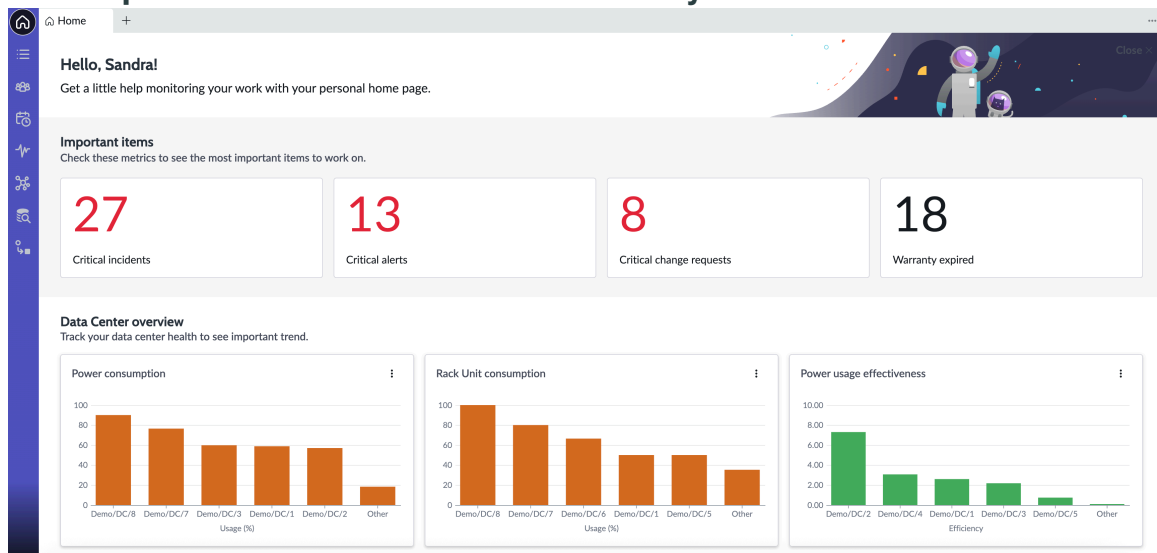 Home
+
Close ×
Hello, Sandra!
Get a little help monitoring your work with your personal home page.
Important items
Check these metrics to see the most important items to work on.
27
Critical incidents
13
Critical alerts
8
Critical change requests
18
Warranty expired
Data Center overview
Track your data center health to see important trend.
Power consumption
100
80
60
40
20
0
Demo/DC/8 Demo/DC/7 Demo/DC/3 Demo/DC/1 Demo/DC/2 Other
Usage (%)
Rack Unit consumption
100
80
60
40
20
0
Demo/DC/8 Demo/DC/7 Demo/DC/6 Demo/DC/1 Demo/DC/5 Other
Usage (%)
Power usage effectiveness
10.00
8.00
6.00
4.00
2.00
0.00
Demo/DC/2 Demo/DC/4 Demo/DC/1 Demo/DC/3 Demo/DC/5 Other
Efficiency